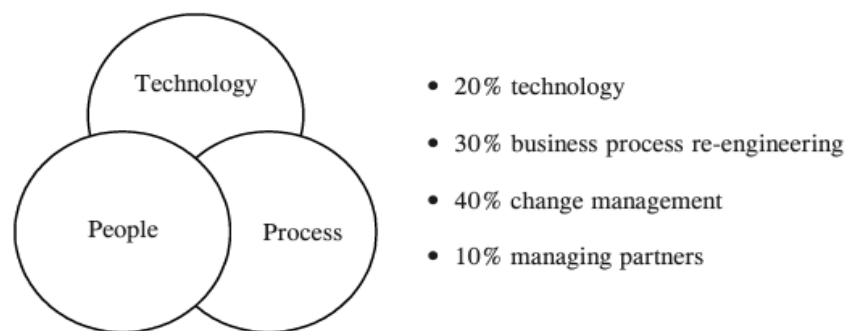 Technology
People
Process
• 20% technology
• 30% business process re-engineering
• 40% change management
• 10% managing partners